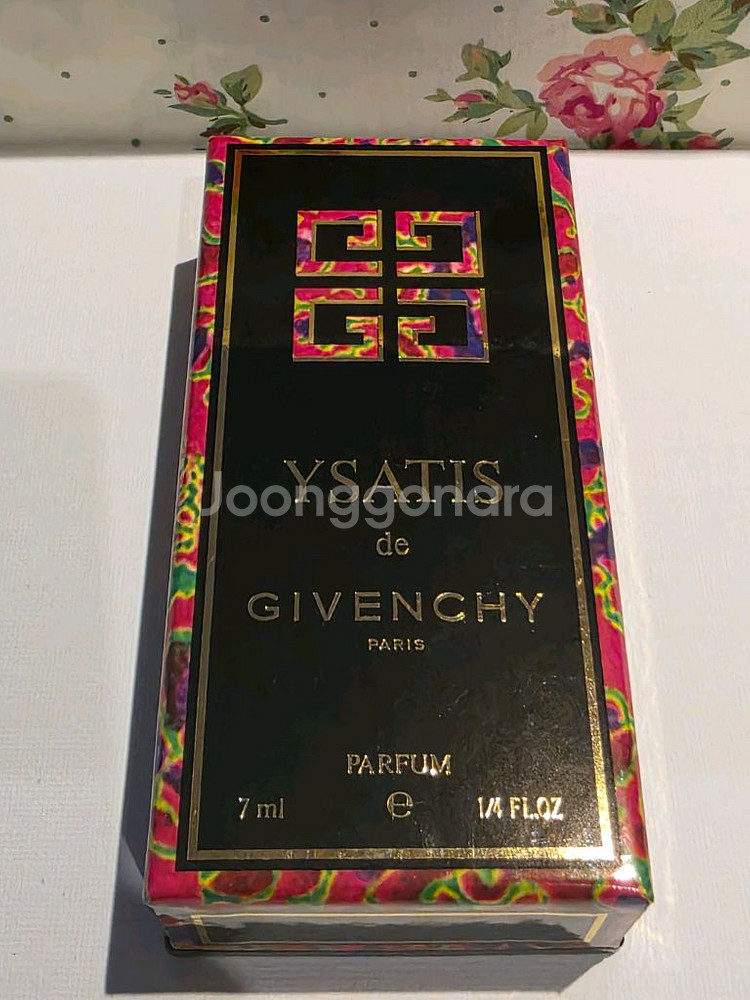 YSATIS
Joonggonara
de
GIVENCHY
PARIS
PARFUM
7 ml ℮ 1/4 FL.OZ